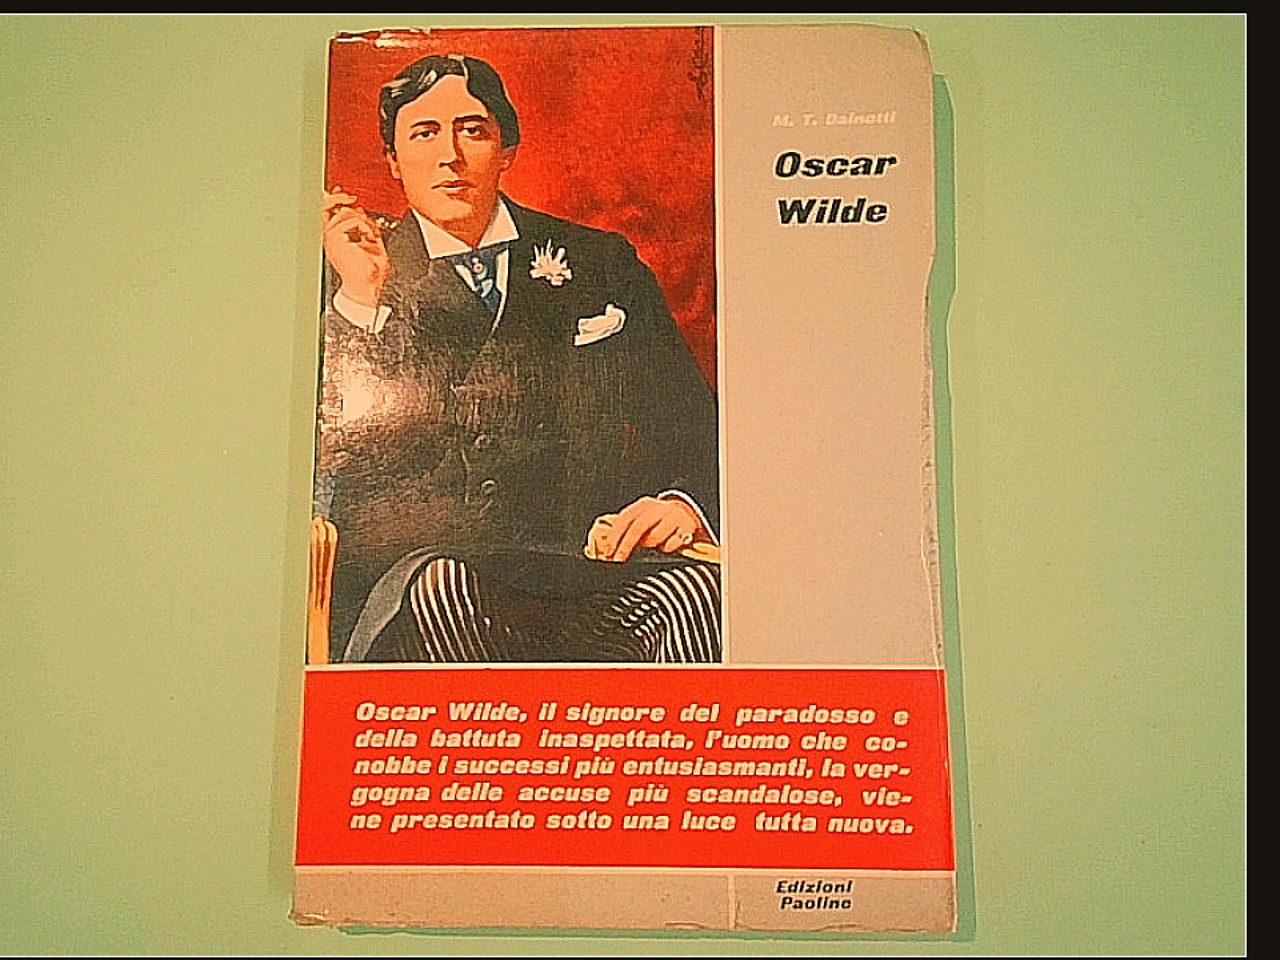 M. T. Dainotti
Oscar
Wilde
Oscar Wilde, il signore del paradosso e
della battuta inaspettata, l'uomo che co-
nobbe i successi più entusiasmanti, la ver-
gogna delle accuse più scandalose, vie-
ne presentato sotto una luce tutta nuova.
Edizioni
Paoline